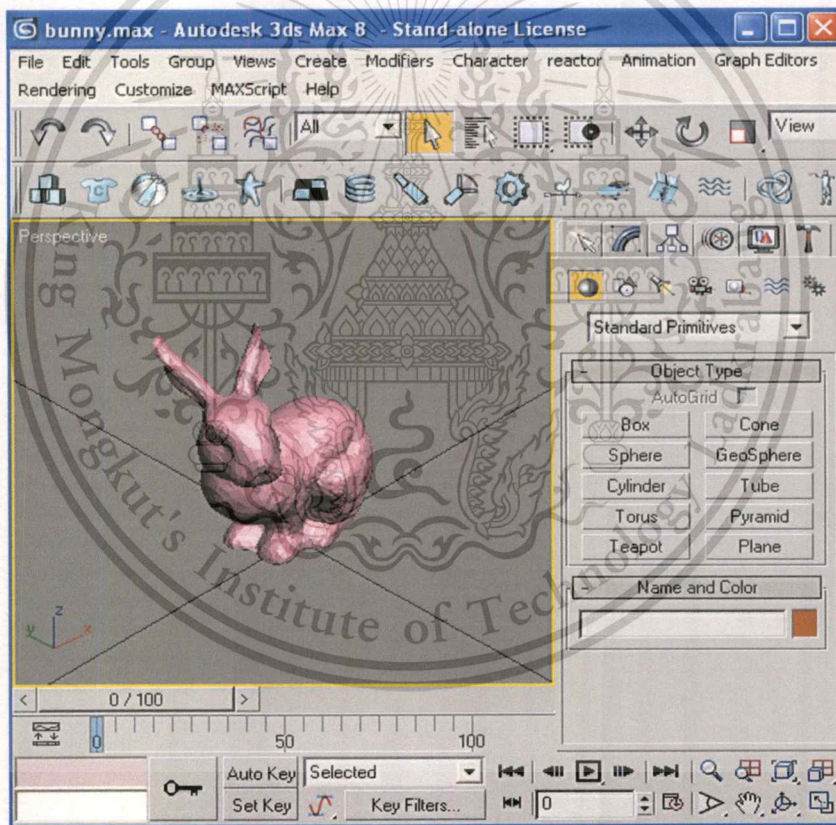 bunny.max - Autodesk 3ds Max 8 - Stand-alone License
File Edit Tools Group Views Create Modifiers Character reactor Animation Graph Editors
Rendering Customize MAXScript Help
All
View
Perspective
Standard Primitives
Object Type
AutoGrid
Box Cone
Sphere GeoSphere
Cylinder Tube
Torus Pyramid
Teapot Plane
Name and Color
z
y x
0 / 100
0 50 100
Auto Key Selected
Set Key Key Filters... 0
King Mongkut's Institute of Technology Ladkrabang